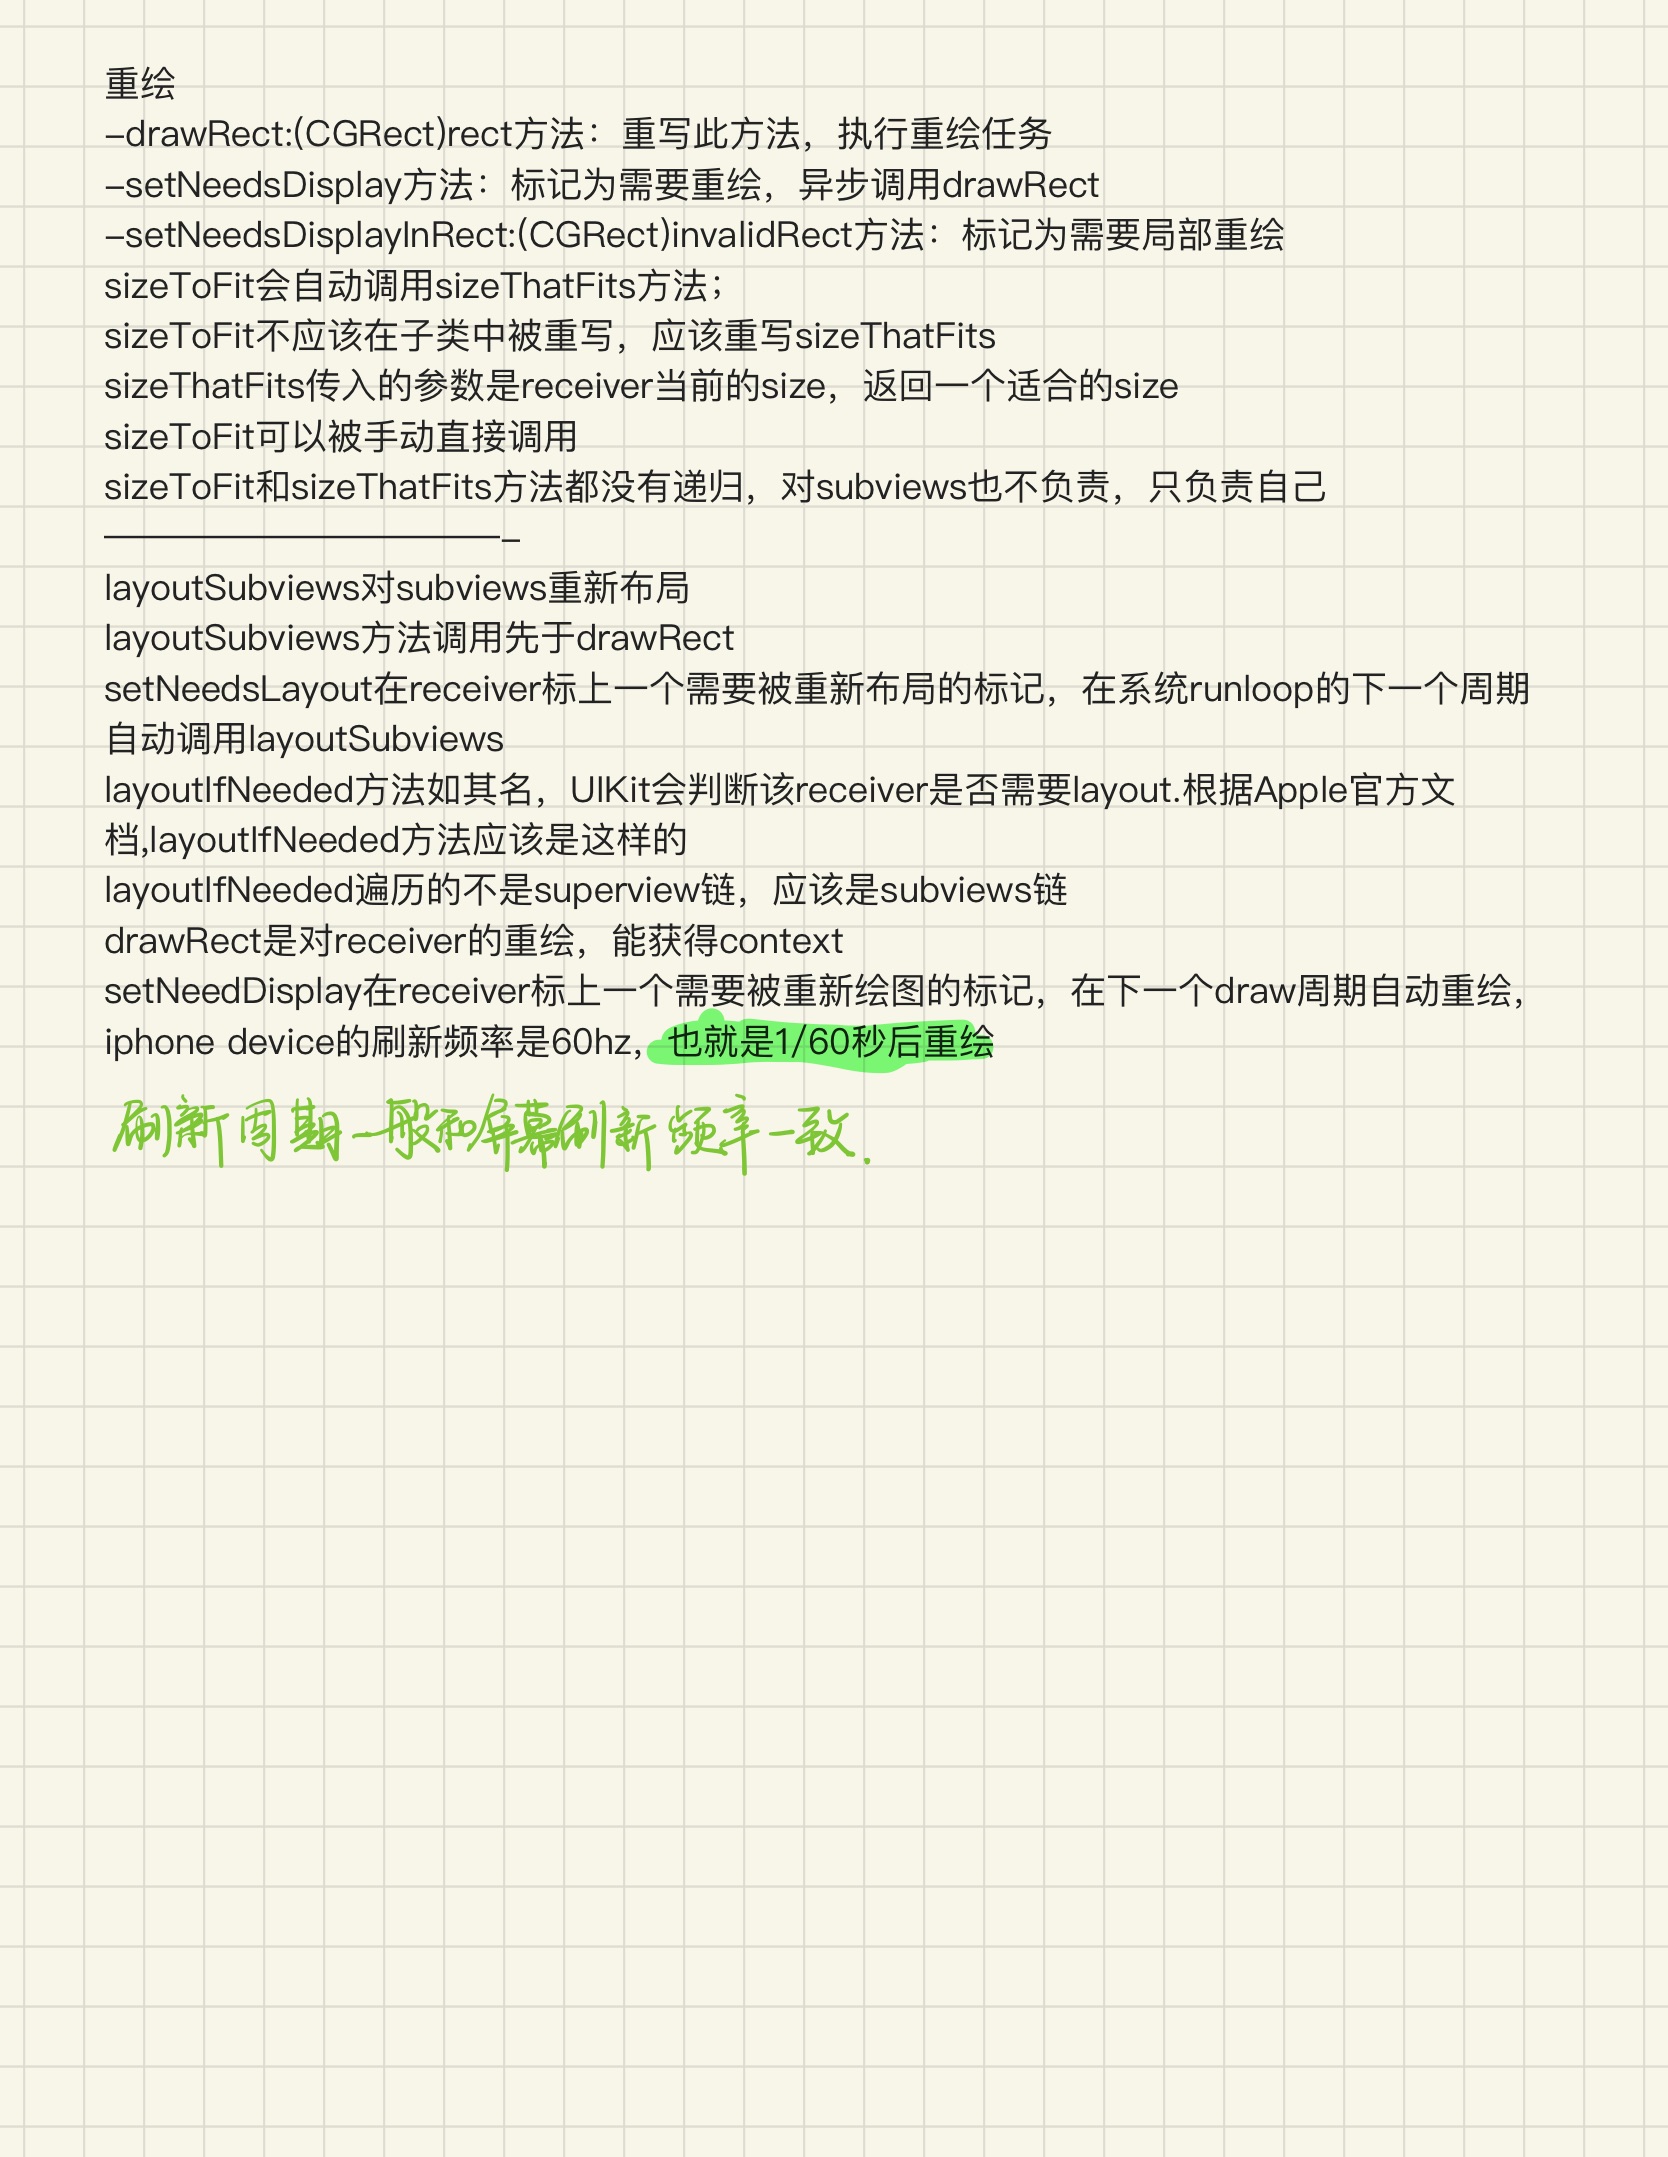 重绘
–drawRect:(CGRect)rect方法：重写此方法，执行重绘任务
–setNeedsDisplay方法：标记为需要重绘，异步调用drawRect
–setNeedsDisplayInRect:(CGRect)invalidRect方法：标记为需要局部重绘
sizeToFit会自动调用sizeThatFits方法；
sizeToFit不应该在子类中被重写，应该重写sizeThatFits
sizeThatFits传入的参数是receiver当前的size，返回一个适合的size
sizeToFit可以被手动直接调用
sizeToFit和sizeThatFits方法都没有递归，对subviews也不负责，只负责自己
———————————–
layoutSubviews对subviews重新布局
layoutSubviews方法调用先于drawRect
setNeedsLayout在receiver标上一个需要被重新布局的标记，在系统runloop的下一个周期
自动调用layoutSubviews
layoutIfNeeded方法如其名，UIKit会判断该receiver是否需要layout.根据Apple官方文
档,layoutIfNeeded方法应该是这样的
layoutIfNeeded遍历的不是superview链，应该是subviews链
drawRect是对receiver的重绘，能获得context
setNeedDisplay在receiver标上一个需要被重新绘图的标记，在下一个draw周期自动重绘，
iphone device的刷新频率是60hz，也就是1/60秒后重绘
刷新周期一般和屏幕刷新频率一致.